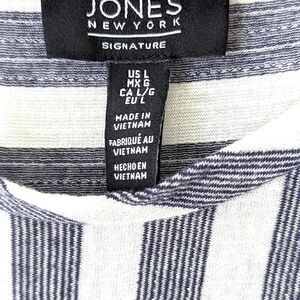 JONES
NEW YORK
SIGNATURE
US L
MX G
CA L/G
EU L
MADE IN
VIETNAM
FABRIQUÉ AU
VIETNAM
HECHO EN
VIETNAM